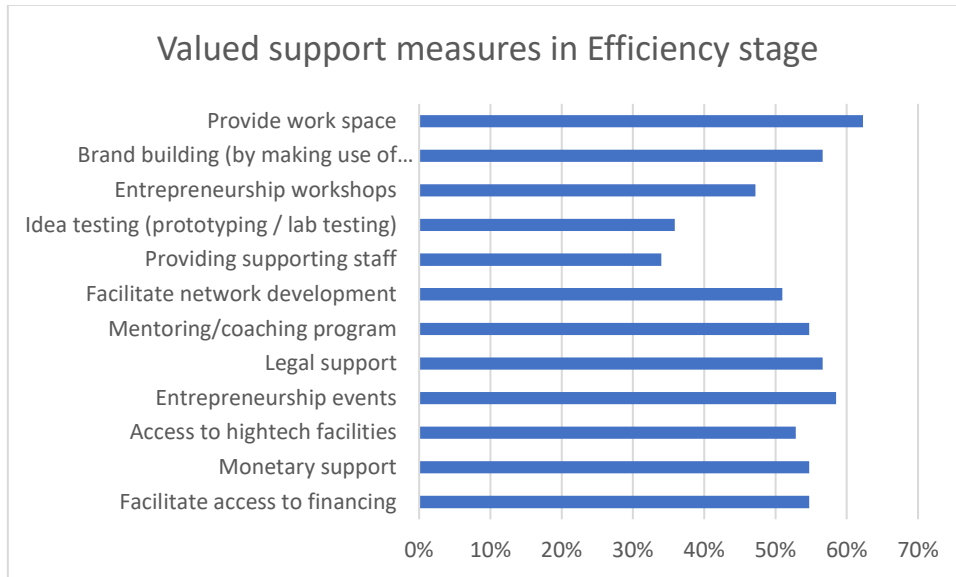 Valued support measures in Efficiency stage
Provide work space
Brand building (by making use of...
Entrepreneurship workshops
Idea testing (prototyping / lab testing)
Providing supporting staff
Facilitate network development
Mentoring/coaching program
Legal support
Entrepreneurship events
Access to hightech facilities
Monetary support
Facilitate access to financing
0% 10% 20% 30% 40% 50% 60% 70%